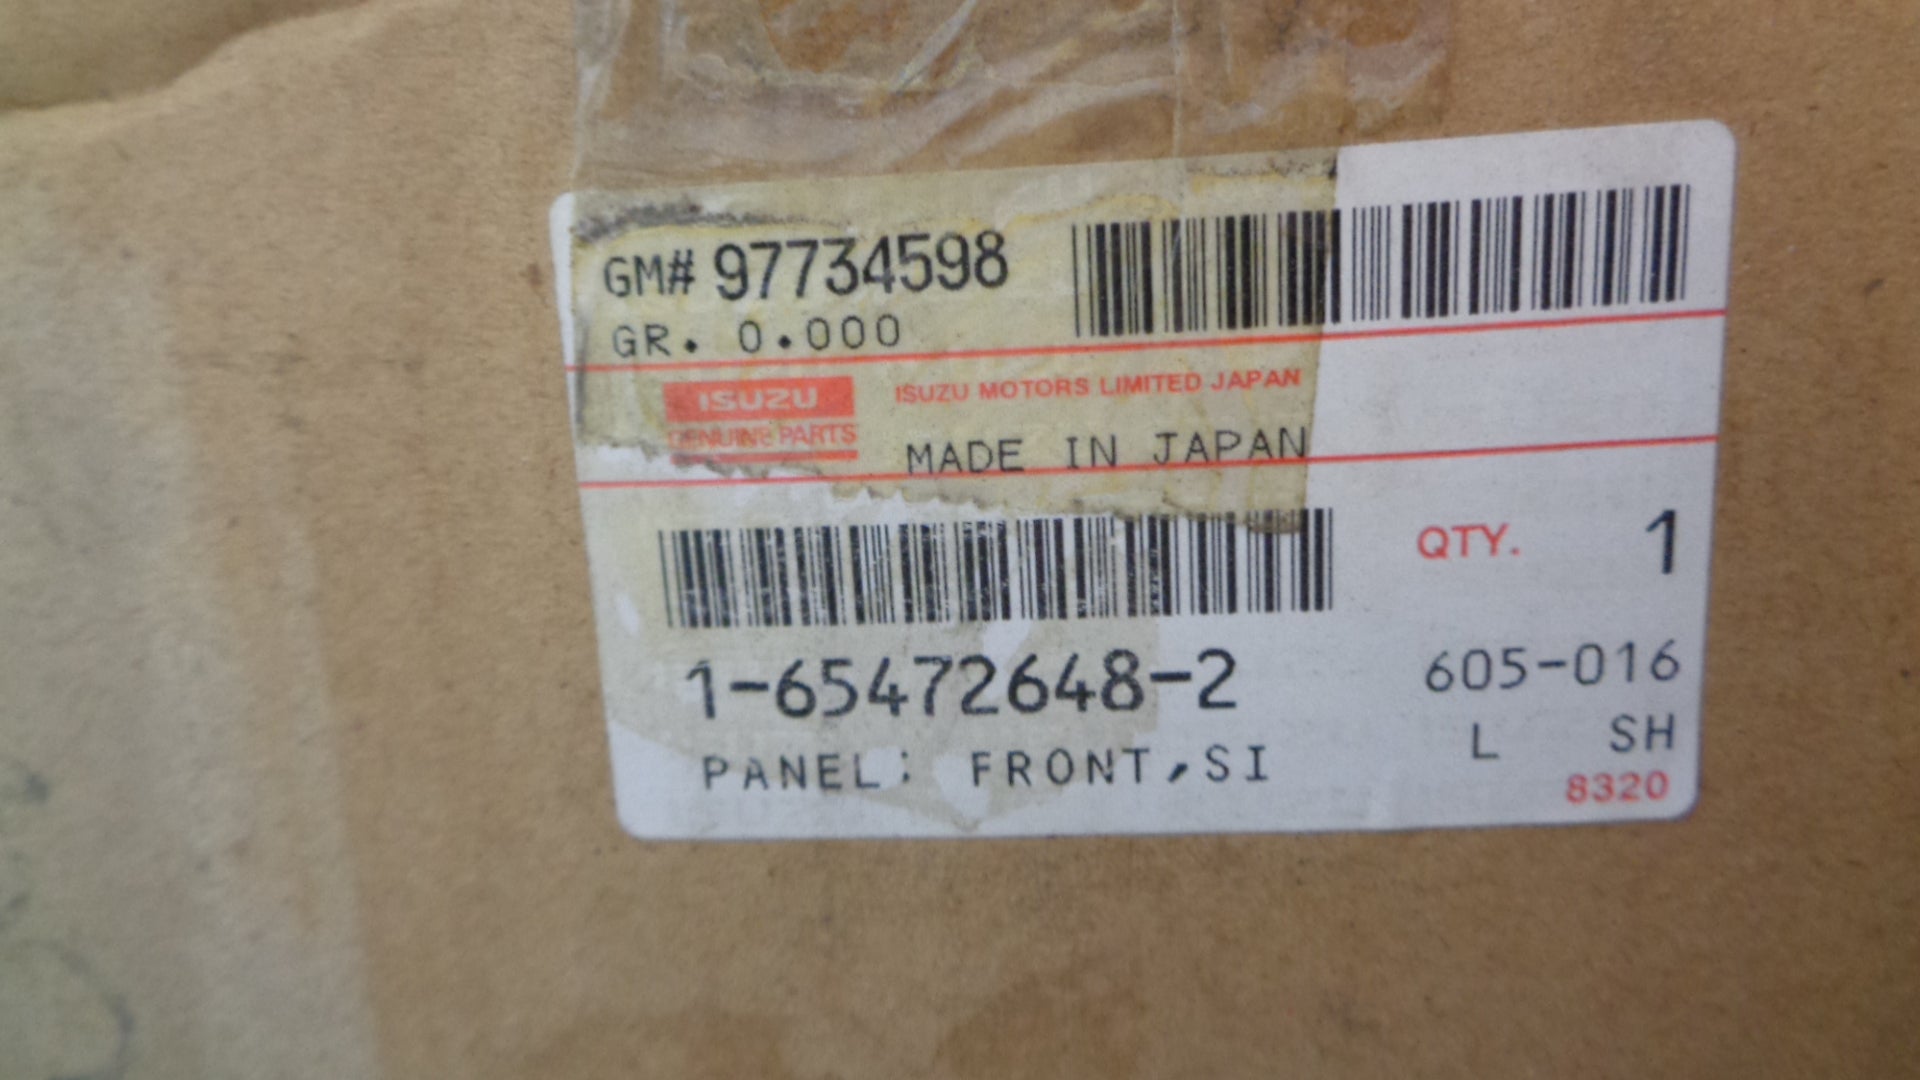 GM# 97734598
GR. 0.000
ISUZU
GENUINE PARTS
ISUZU MOTORS LIMITED JAPAN
MADE IN JAPAN
QTY. 1
1-65472648-2
605-016
PANEL: FRONT,SI
L SH
8320